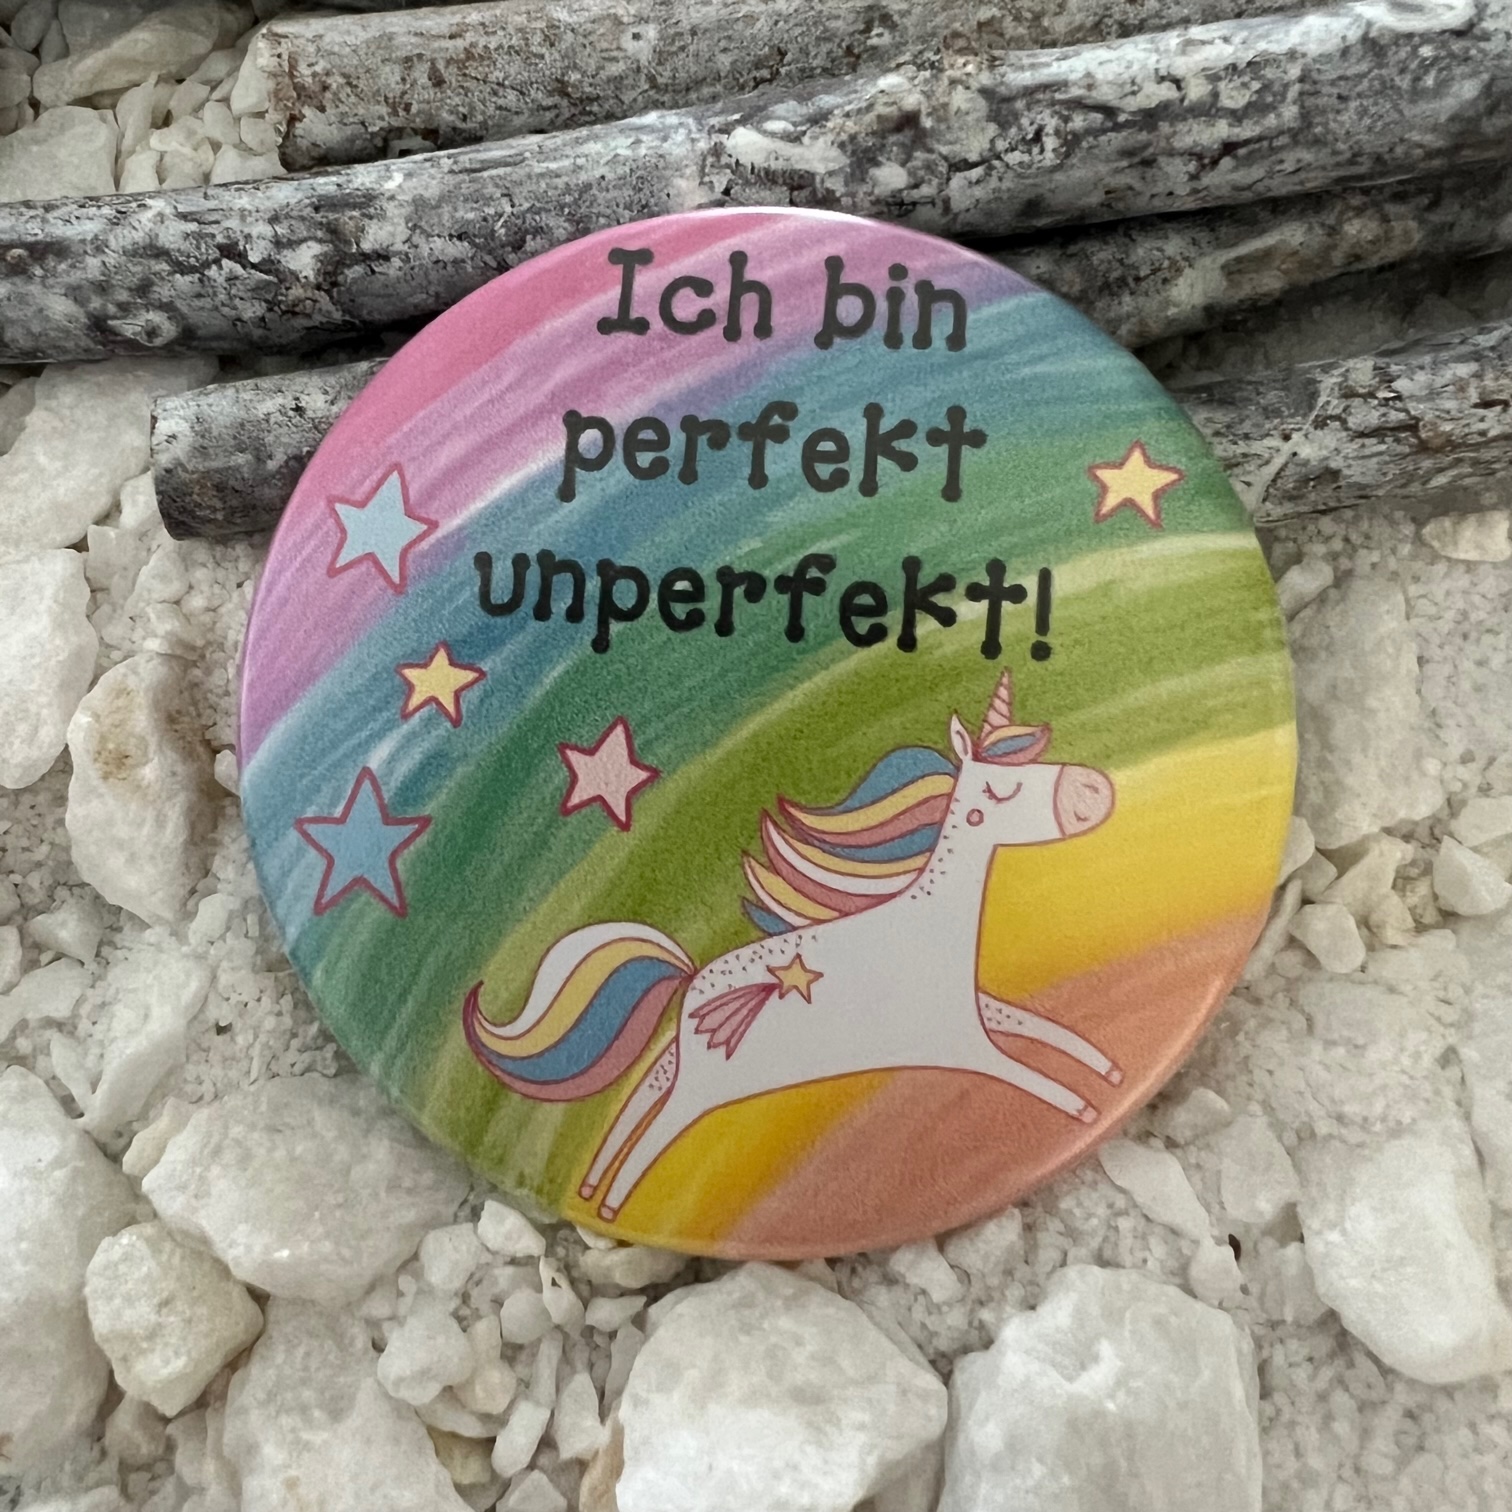 Ich bin
perfekt
unperfekt!